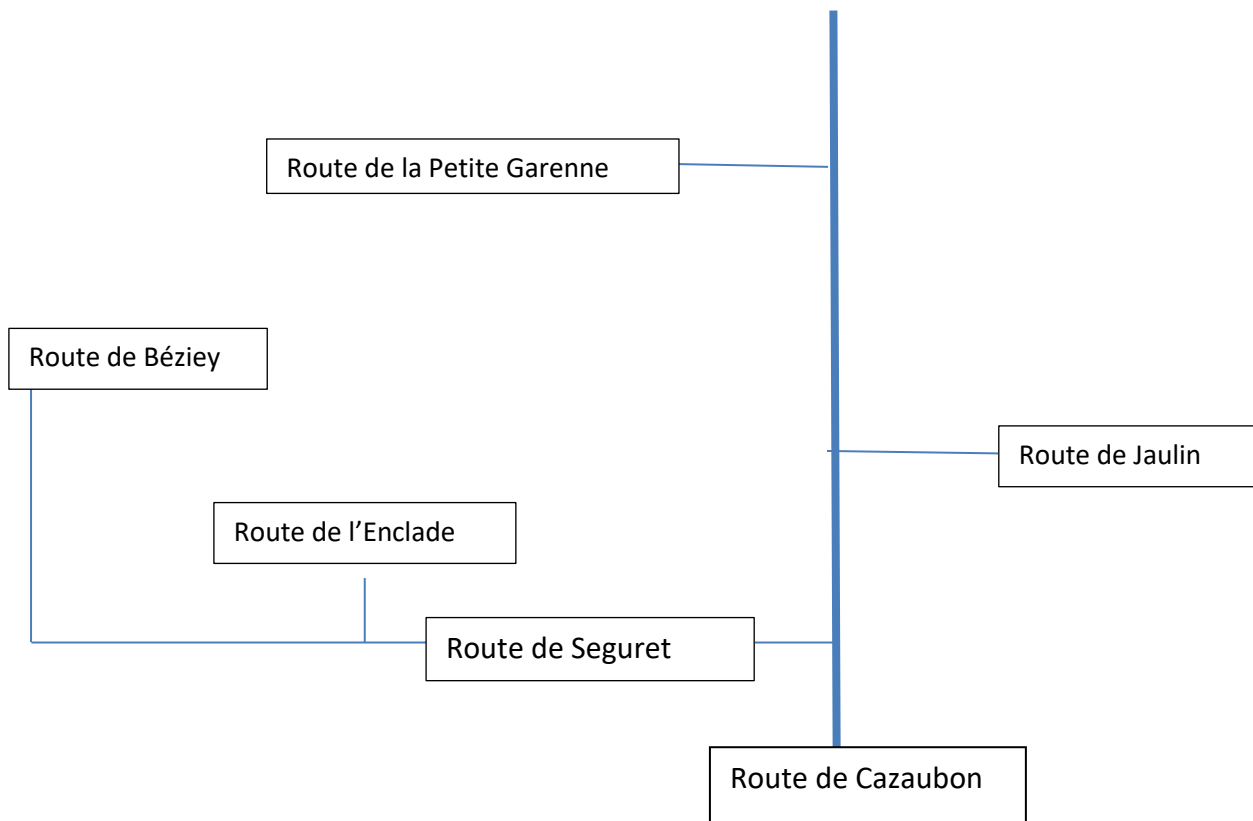 Route de la Petite Garenne
Route de Béziey
Route de Jaulin
Route de l’Enclade
Route de Seguret
Route de Cazaubon